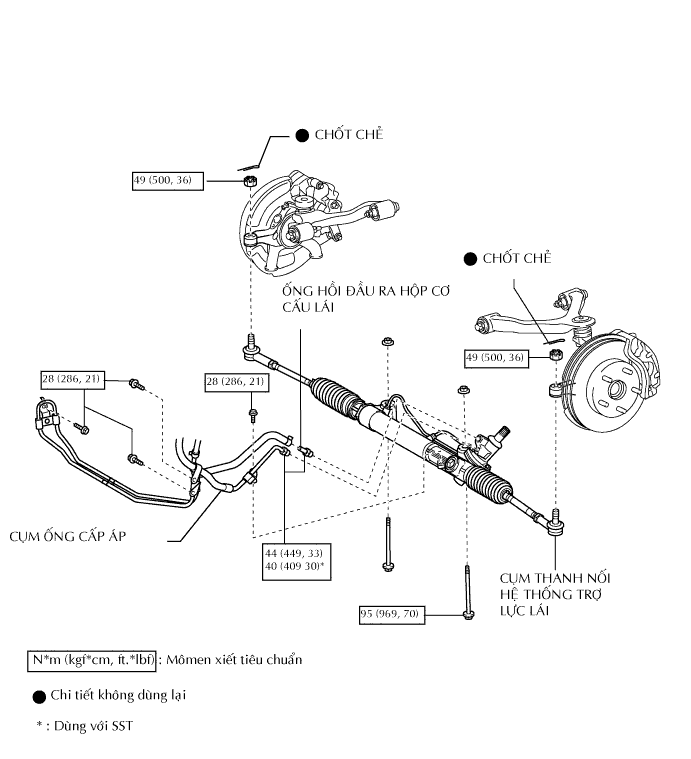 ● CHỐT CHẺ
49 (500, 36)
● CHỐT CHẺ
ỐNG HỒI ĐẦU RA HỘP CƠ
CẤU LÁI
49 (500, 36)
28 (286, 21)
28 (286, 21)
CỤM ỐNG CẤP ÁP
44 (449, 33)
40 (409 30)*
CỤM THANH NỐI
HỆ THỐNG TRỢ
LỰC LÁI
95 (969, 70)
N*m (kgf*cm, ft.*lbf) : Mômen xiết tiêu chuẩn
● Chi tiết không dùng lại
* : Dùng với SST